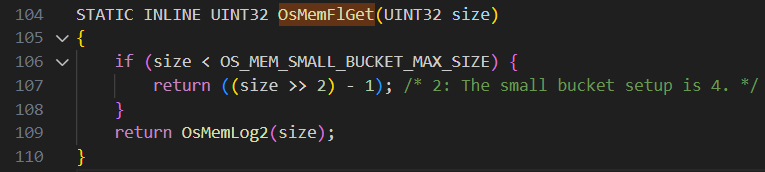 104 STATIC INLINE UINT32 OsMemFlGet(UINT32 size)
105 {
106     if (size < OS_MEM_SMALL_BUCKET_MAX_SIZE) {
107         return ((size >> 2) - 1); /* 2: The small bucket setup is 4. */
108     }
109     return OsMemLog2(size);
110 }